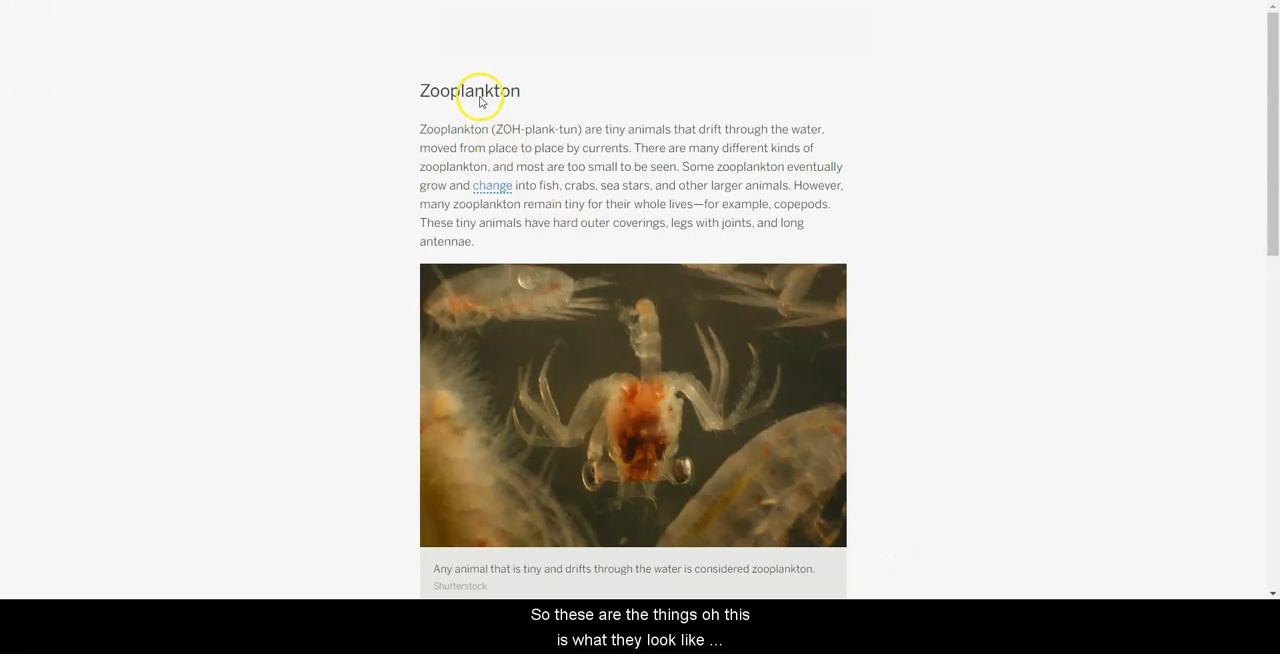 Zooplankton
Zooplankton (ZOH-plank-tun) are tiny animals that drift through the water,
moved from place to place by currents. There are many different kinds of
zooplankton, and most are too small to be seen. Some zooplankton eventually
grow and change into fish, crabs, sea stars, and other larger animals. However,
many zooplankton remain tiny for their whole lives—for example, copepods.
These tiny animals have hard outer coverings, legs with joints, and long
antennae.
Any animal that is tiny and drifts through the water is considered zooplankton.
Shutterstock
So these are the things oh this
is what they look like ...